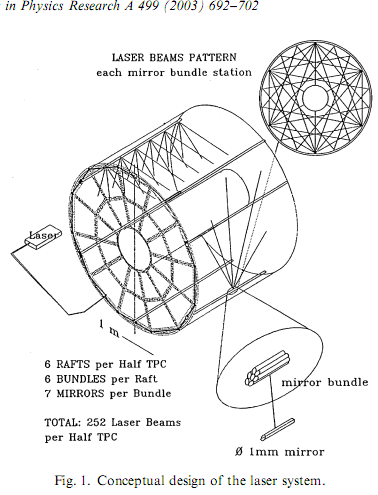 in Physics Research A 499 (2003) 692–702
LASER BEAMS PATTERN
each mirror bundle station
Laser
1 m
6 RAFTS per Half TPC
6 BUNDLES per Raft
7 MIRRORS per Bundle
TOTAL: 252 Laser Beams
per Half TPC
mirror bundle
Ø 1mm mirror
Fig. 1. Conceptual design of the laser system.